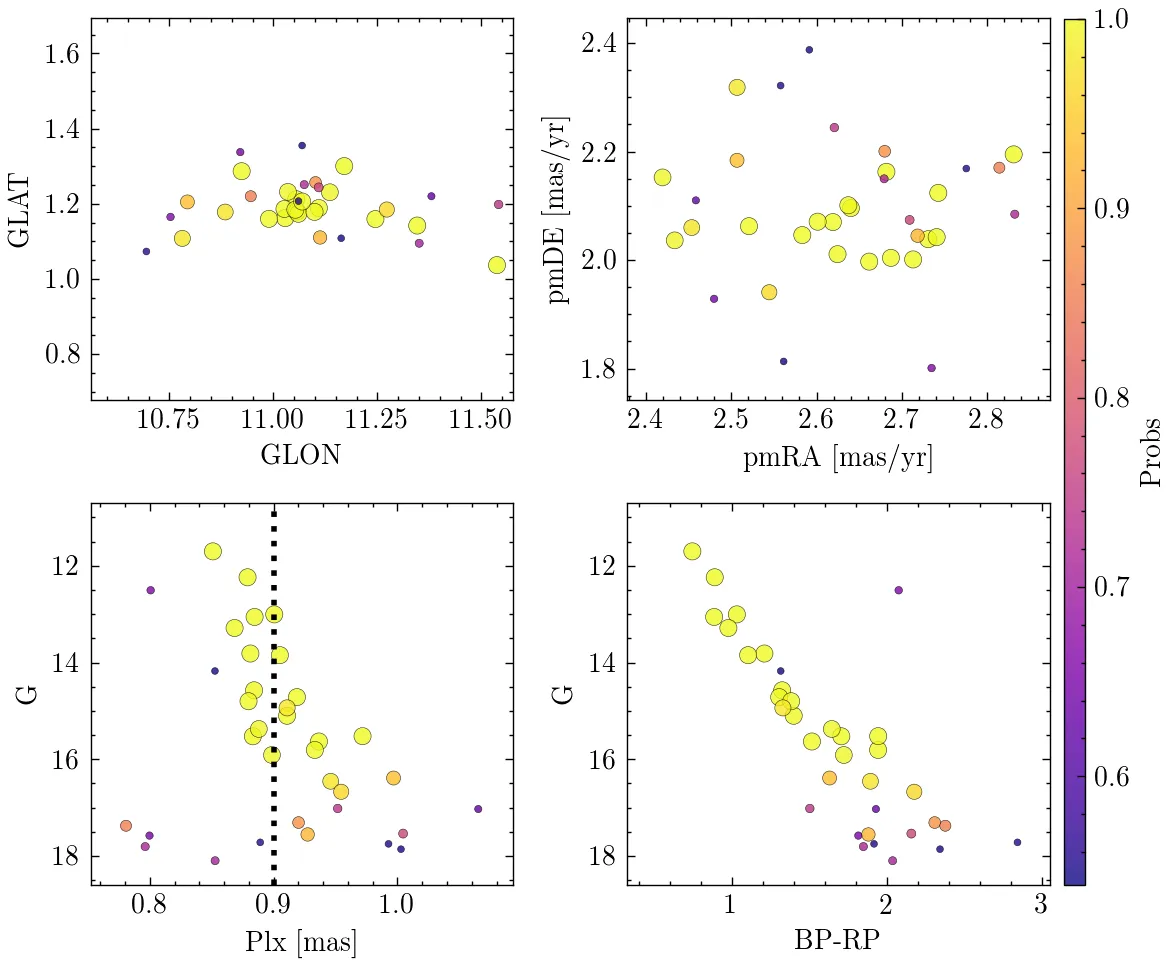 1.6
1.4
1.2
1.0
0.8
GLAT
10.75 11.00 11.25 11.50
GLON
2.4
2.2
2.0
1.8
pmDE [mas/yr]
2.4 2.5 2.6 2.7 2.8
pmRA [mas/yr]
12
14
16
18
G
0.8 0.9 1.0
Plx [mas]
12
14
16
18
G
1 2 3
BP-RP
1.0
0.9
0.8
0.7
0.6
Probs